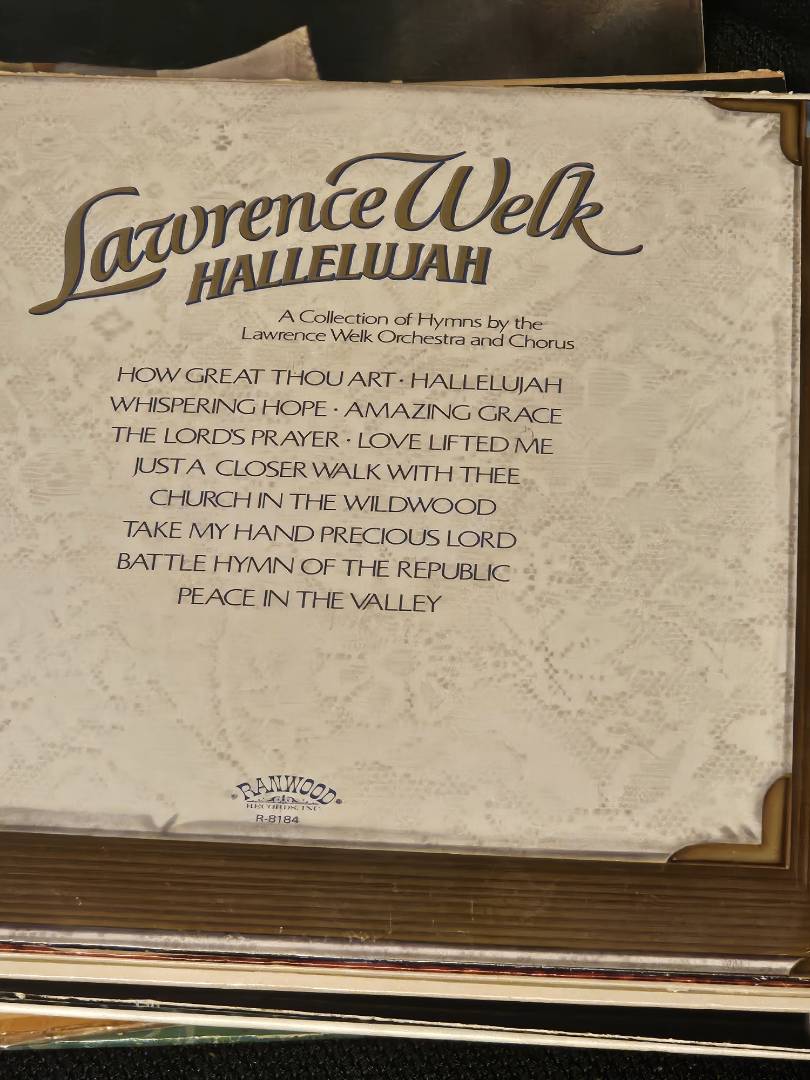 Lawrence Welk
HALLELUJAH
A Collection of Hymns by the
Lawrence Welk Orchestra and Chorus
HOW GREAT THOU ART · HALLELUJAH
WHISPERING HOPE · AMAZING GRACE
THE LORD'S PRAYER · LOVE LIFTED ME
JUST A CLOSER WALK WITH THEE
CHURCH IN THE WILDWOOD
TAKE MY HAND PRECIOUS LORD
BATTLE HYMN OF THE REPUBLIC
PEACE IN THE VALLEY
RANWOOD
RECORDS, INC.
R-8184